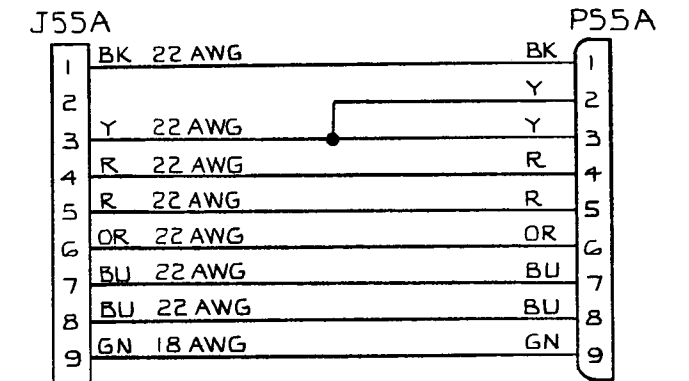 J55A P55A
1 BK 22 AWG BK 1
2 Y 2
3 Y 22 AWG Y 3
4 R 22 AWG R 4
5 R 22 AWG R 5
6 OR 22 AWG OR 6
7 BU 22 AWG BU 7
8 BU 22 AWG BU 8
9 GN 18 AWG GN 9